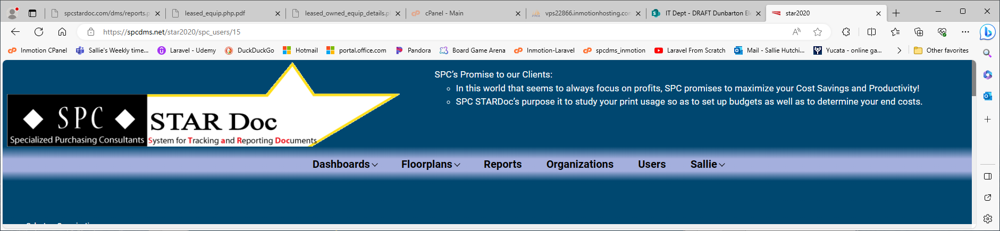 spcstardoc.com/dms/reports.p
leased_equip.php.pdf
leased_owned_equip_details.p
cPanel - Main
vps22866.inmotionhosting.con
IT Dept - DRAFT Dunbarton Ele
star2020
https://spcdms.net/star2020/spc_users/15
Inmotion CPanel
Sallie's Weekly time...
Laravel - Udemy
DuckDuckGo
Hotmail
portal.office.com
Pandora
Board Game Arena
Inmotion-Laravel
spcdms_inmotion
Laravel From Scratch
Mail - Sallie Hutchi...
Yucata - online ga...
Other favorites
SPC's Promise to our Clients:
In this world that seems to always focus on profits, SPC promises to maximize your Cost Savings and Productivity!
SPC STARDoc's purpose it to study your print usage so as to set up budgets as well as to determine your end costs.
SPC
Specialized Purchasing Consultants
STAR Doc
System for Tracking and Reporting Documents
Dashboards
Floorplans
Reports
Organizations
Users
Sallie